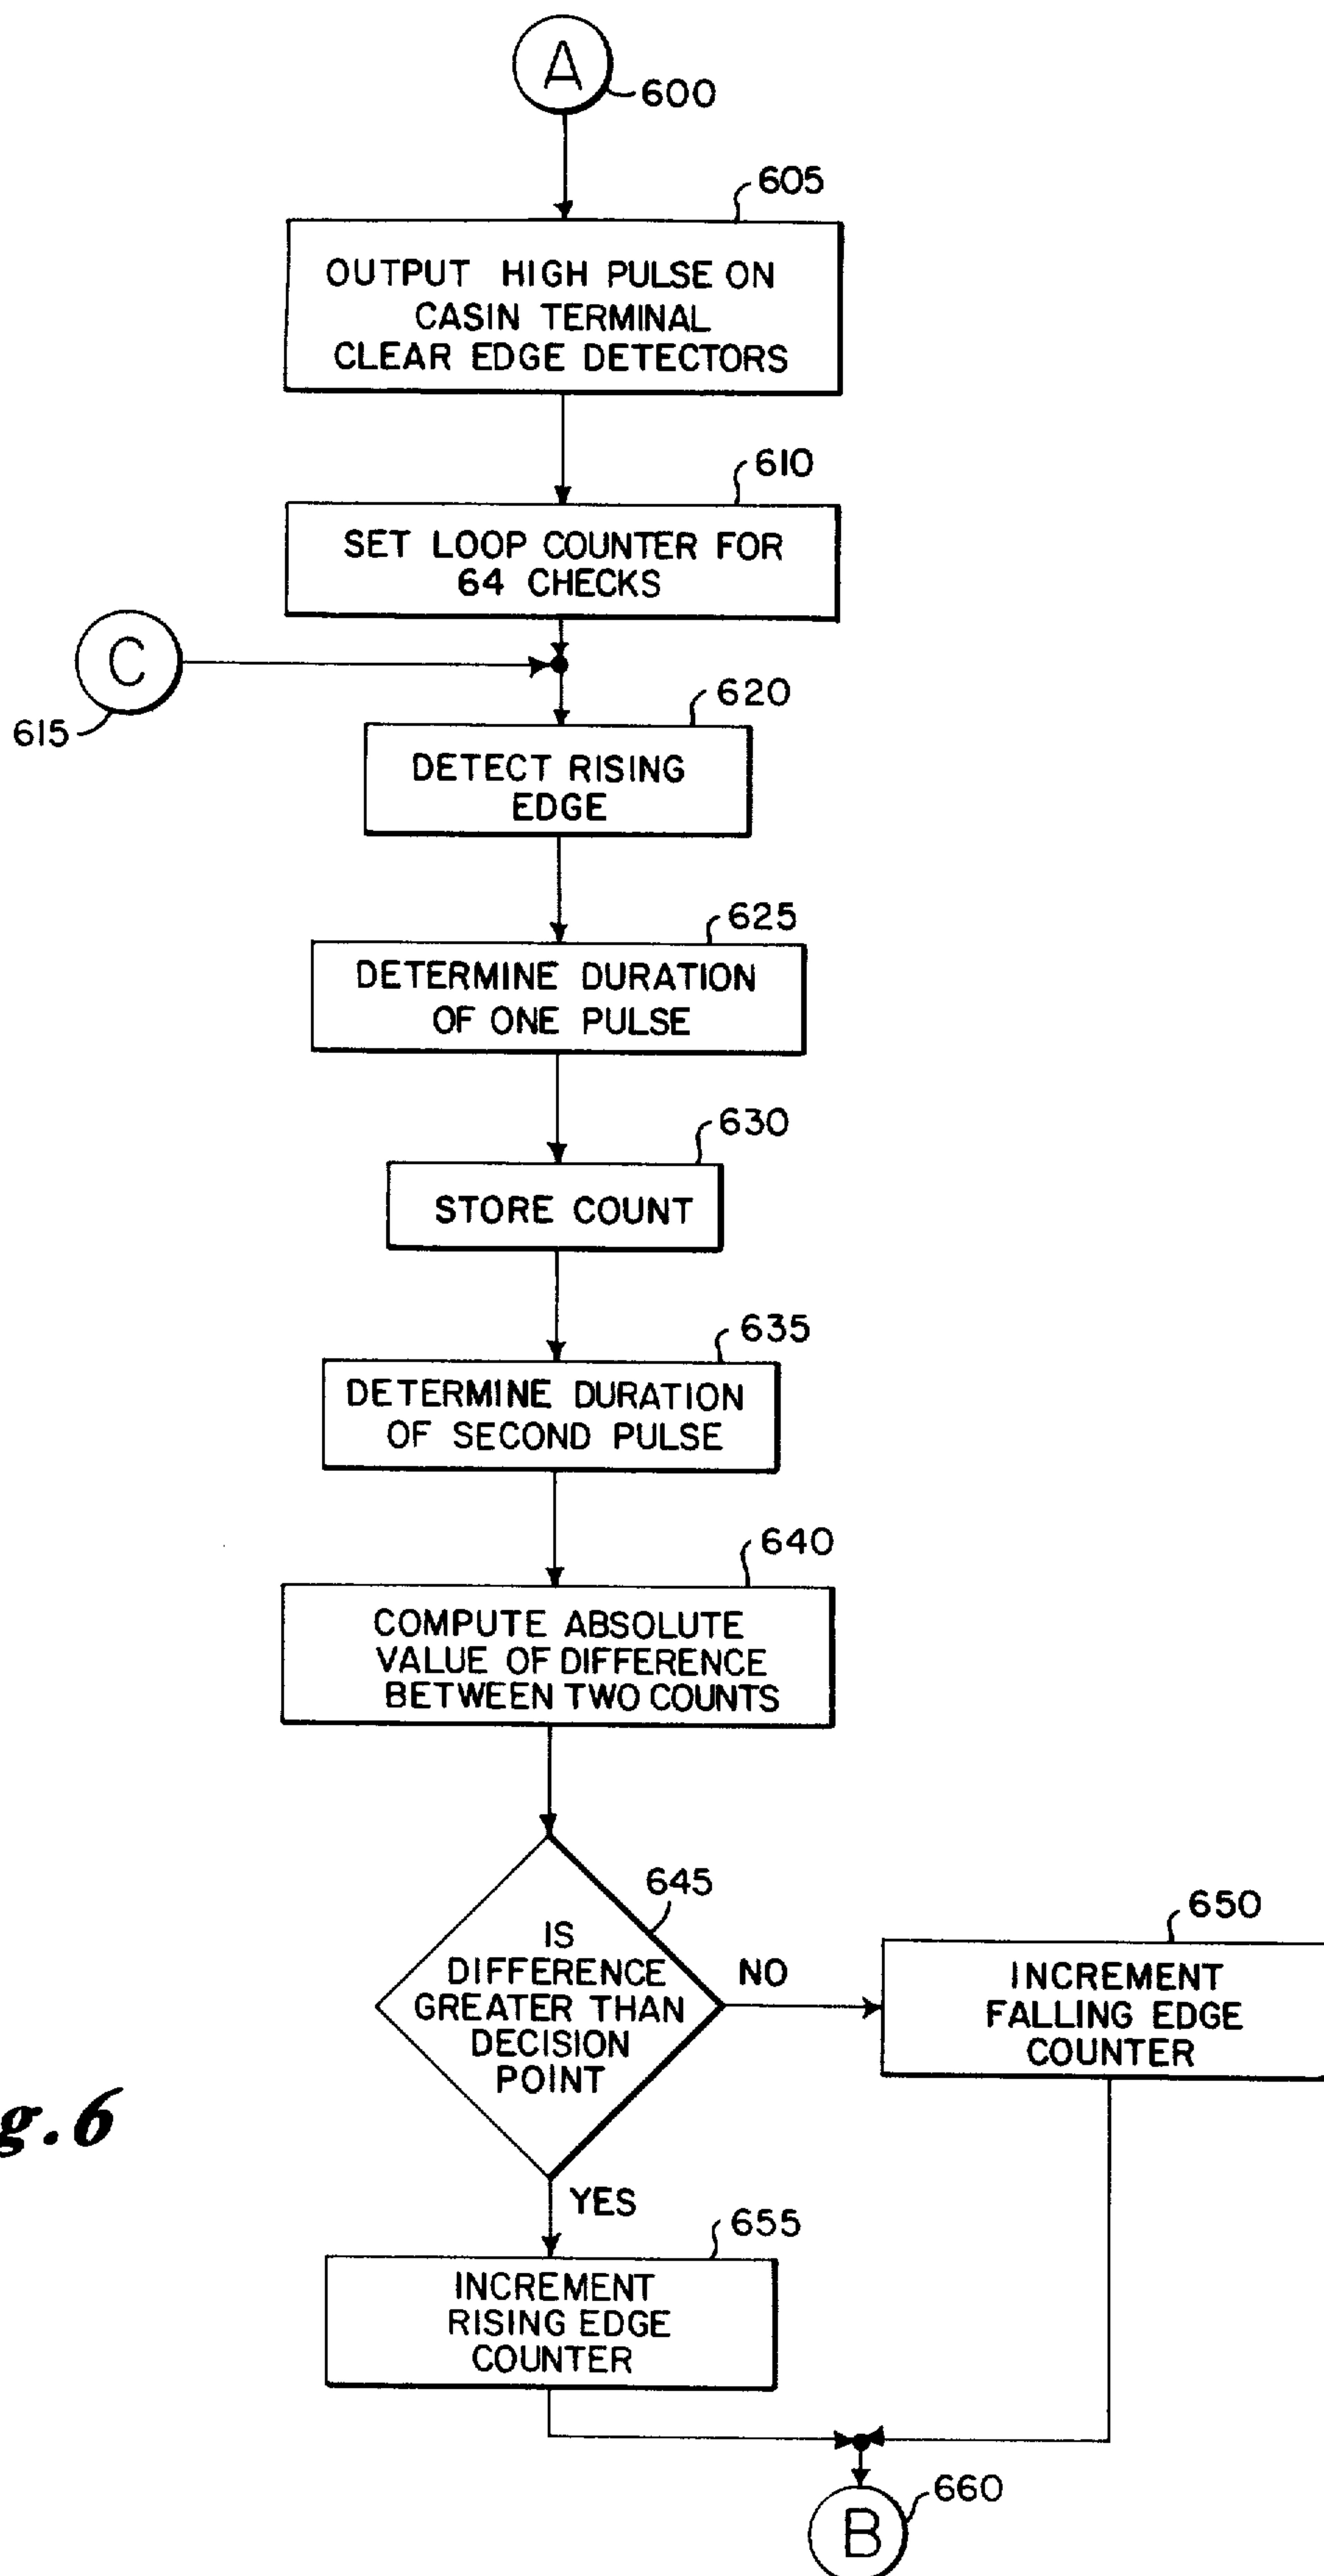 A
600
605
OUTPUT HIGH PULSE ON
CASIN TERMINAL
CLEAR EDGE DETECTORS
610
SET LOOP COUNTER FOR
64 CHECKS
C
615
620
DETECT RISING
EDGE
625
DETERMINE DURATION
OF ONE PULSE
630
STORE COUNT
635
DETERMINE DURATION
OF SECOND PULSE
640
COMPUTE ABSOLUTE
VALUE OF DIFFERENCE
BETWEEN TWO COUNTS
645
IS
DIFFERENCE
GREATER THAN
DECISION
POINT
NO
650
INCREMENT
FALLING EDGE
COUNTER
g. 6
YES
655
INCREMENT
RISING EDGE
COUNTER
660
B